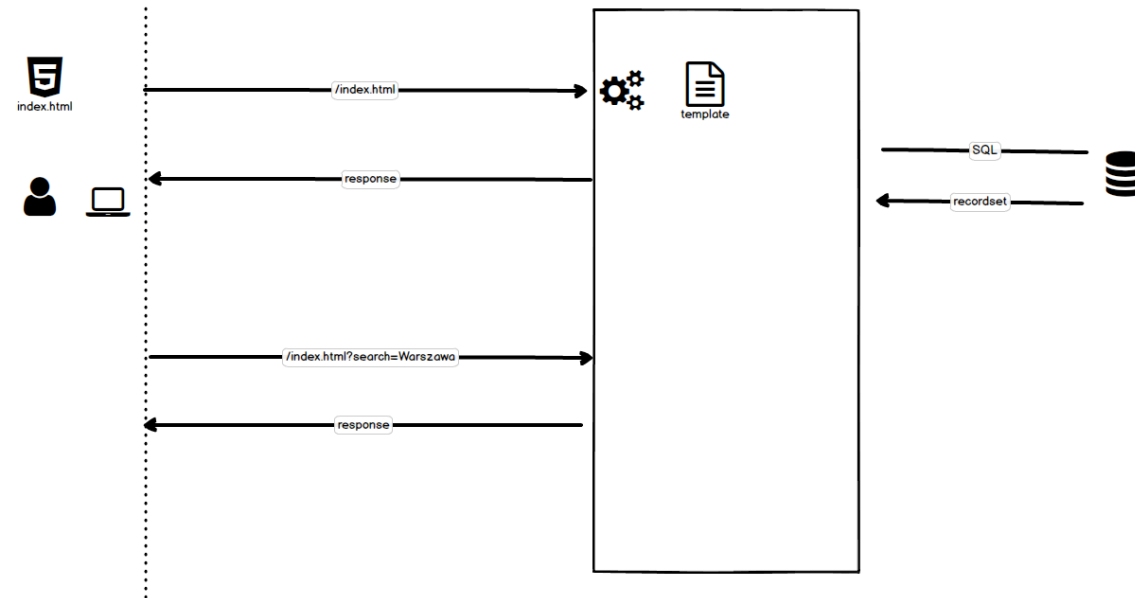 index.html
/index.html
template
SQL
response
recordset
/index.html?search=Warszawa
response